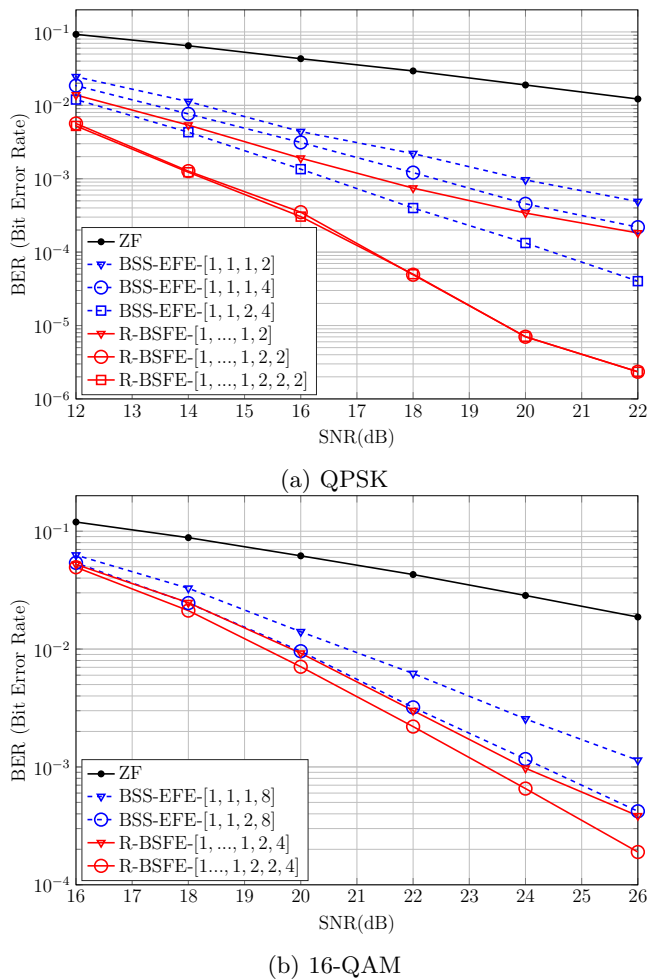 10⁻¹
10⁻²
10⁻³
10⁻⁴
10⁻⁵
10⁻⁶
BER (Bit Error Rate)
ZF
BSS-EFE-[1, 1, 1, 2]
BSS-EFE-[1, 1, 1, 4]
BSS-EFE-[1, 1, 2, 4]
R-BSFE-[1, ..., 1, 2]
R-BSFE-[1, ..., 1, 2, 2]
R-BSFE-[1, ..., 1, 2, 2, 2]
12 13 14 15 16 17 18 19 20 21 22
SNR(dB)
(a) QPSK
10⁻¹
10⁻²
10⁻³
10⁻⁴
BER (Bit Error Rate)
ZF
BSS-EFE-[1, 1, 1, 8]
BSS-EFE-[1, 1, 2, 8]
R-BSFE-[1, ..., 1, 2, 4]
R-BSFE-[1..., 1, 2, 2, 4]
16 17 18 19 20 21 22 23 24 25 26
SNR(dB)
(b) 16-QAM